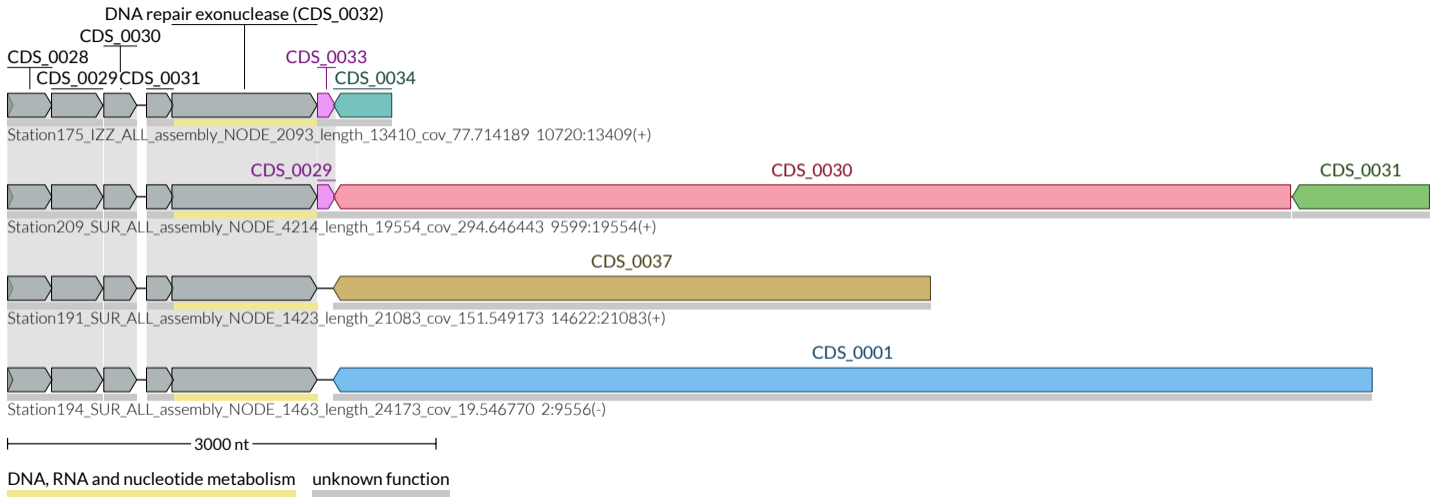 DNA repair exonuclease (CDS_0032)
CDS_0030
CDS_0028 CDS_0033
CDS_0029 CDS_0031 CDS_0034
Station175_IZZ_ALL_assembly_NODE_2093_length_13410_cov_77.714189 10720:13409(+)
CDS_0029 CDS_0030 CDS_0031
Station209_SUR_ALL_assembly_NODE_4214_length_19554_cov_294.646443 9599:19554(+)
CDS_0037
Station191_SUR_ALL_assembly_NODE_1423_length_21083_cov_151.549173 14622:21083(+)
CDS_0001
Station194_SUR_ALL_assembly_NODE_1463_length_24173_cov_19.546770 2:9556(-)
3000 nt
DNA, RNA and nucleotide metabolism unknown function